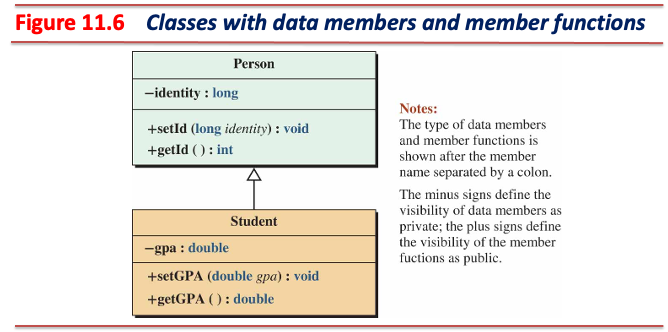 Figure 11.6 Classes with data members and member functions
Person
−identity : long
+setId (long identity) : void
+getId ( ) : int
Notes:
The type of data members
and member functions is
shown after the member
name separated by a colon.
The minus signs define the
visibility of data members as
private; the plus signs define
the visibility of the member
fuctions as public.
Student
−gpa : double
+setGPA (double gpa) : void
+getGPA ( ) : double